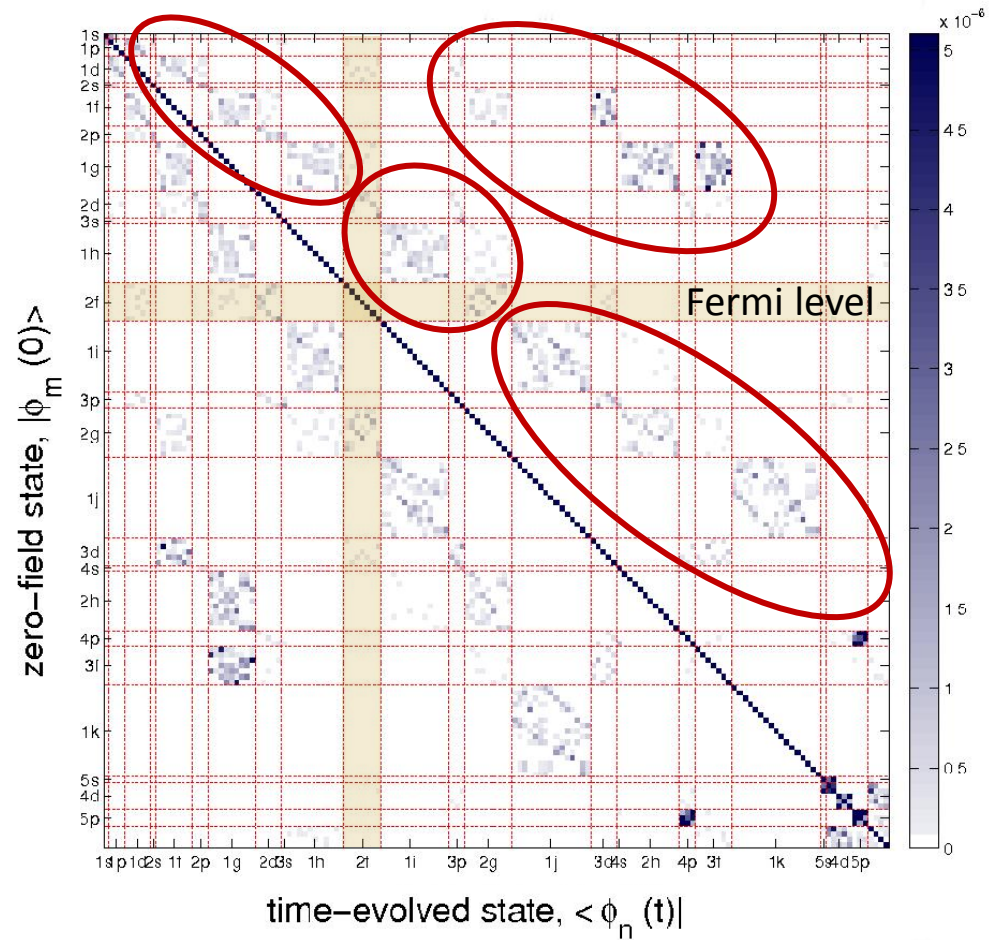 x 10⁻⁶
1s
1p
1d
2s
1f
2p
1g
2d
3s
1h
2f
1i
3p
2g
1j
3d
4s
2h
4p
3f
1k
5s
4d
5p
zero−field state, |ϕm (0)>
Fermi level
5
4 5
4
3 5
3
2 5
2
1 5
1
0 5
0
1s 1p 1d 2s 1f 2p 1g 2d 3s 1h 2f 1i 3p 2g 1j 3d 4s 2h 4p 3f 1k 5s 4d 5p
time−evolved state, <ϕn (t)|